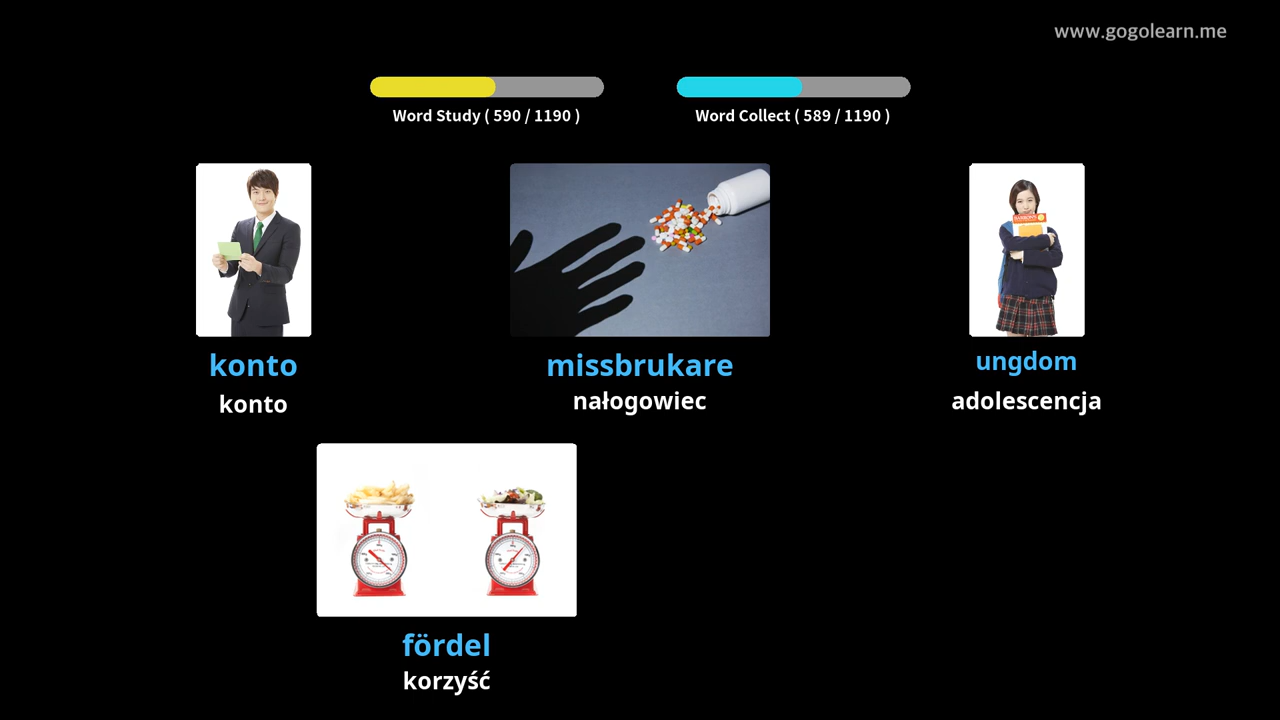 www.gogolearn.me
Word Study ( 590 / 1190 )
Word Collect ( 589 / 1190 )
konto
konto
missbrukare
nałogowiec
ungdom
adolescencja
fördel
korzyść